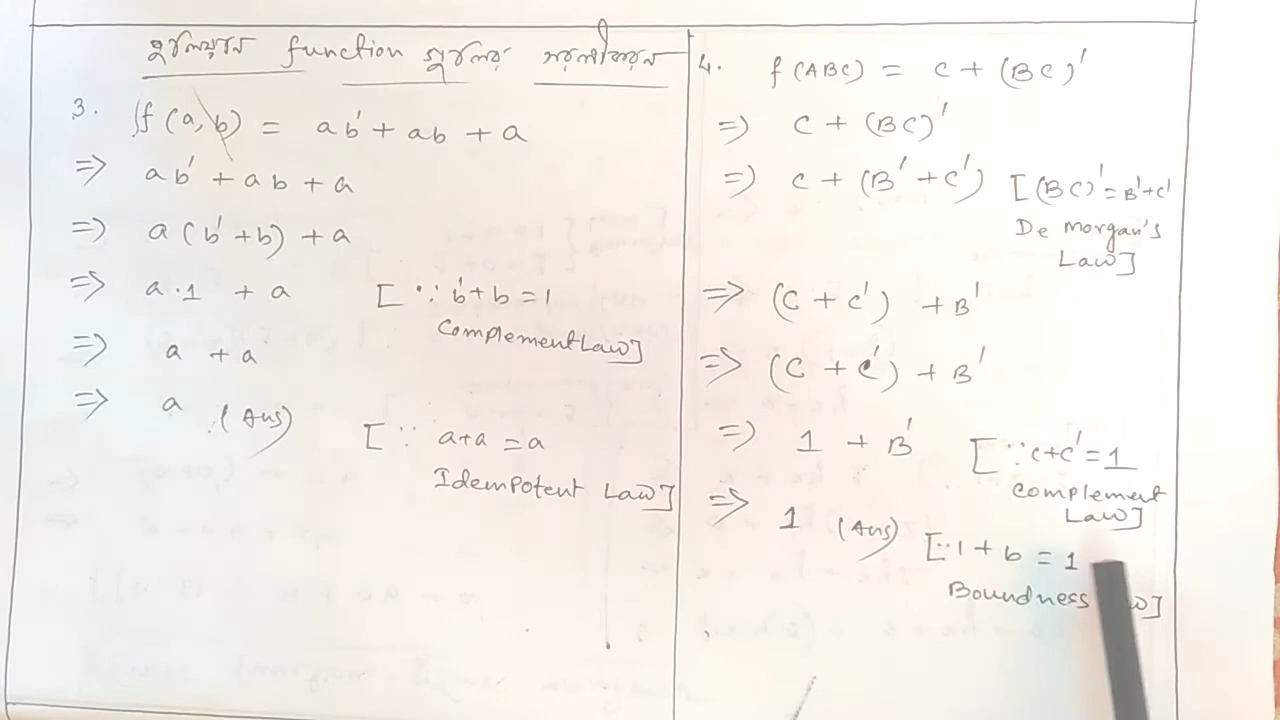 function
3. f(a,b) = ab' + ab + a
=> ab' + ab + a
=> a(b' + b) + a
=> a.1 + a [∵ b' + b = 1
Complement Law]
=> a + a
=> a (Ans)
[∵ a+a = a
Idempotent Law]
4. f(ABC) = C + (BC)'
=> C + (BC)'
=> C + (B' + C') [(BC)' = B'+C'
De Morgan's
Law]
=> (C + C') + B'
=> (C + C') + B'
=> 1 + B' [∵ C+C' = 1
Complement
Law]
=> 1 (Ans)
[∵ 1 + b = 1
Boundness